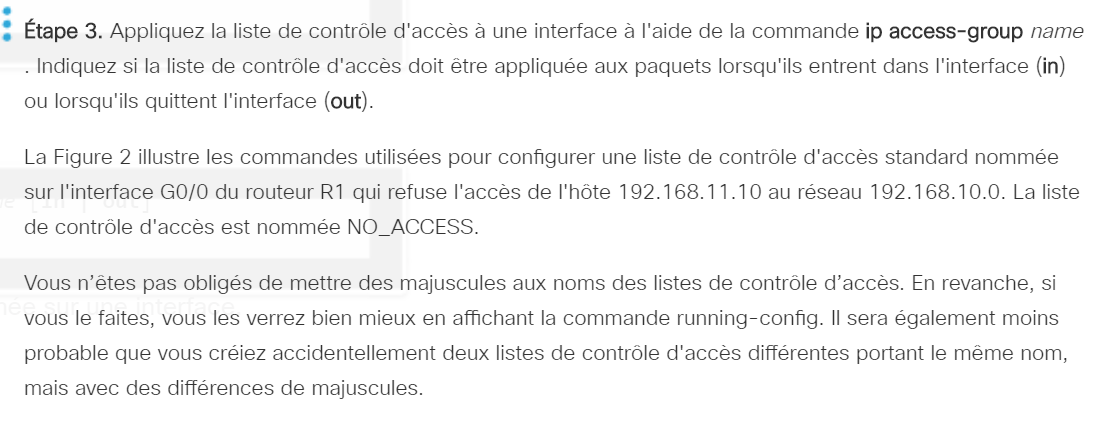 Étape 3. Appliquez la liste de contrôle d'accès à une interface à l'aide de la commande ip access-group name
. Indiquez si la liste de contrôle d'accès doit être appliquée aux paquets lorsqu'ils entrent dans l'interface (in)
ou lorsqu'ils quittent l'interface (out).
La Figure 2 illustre les commandes utilisées pour configurer une liste de contrôle d'accès standard nommée
sur l'interface G0/0 du routeur R1 qui refuse l'accès de l'hôte 192.168.11.10 au réseau 192.168.10.0. La liste
de contrôle d'accès est nommée NO_ACCESS.
Vous n’êtes pas obligés de mettre des majuscules aux noms des listes de contrôle d’accès. En revanche, si
vous le faites, vous les verrez bien mieux en affichant la commande running-config. Il sera également moins
probable que vous créiez accidentellement deux listes de contrôle d'accès différentes portant le même nom,
mais avec des différences de majuscules.